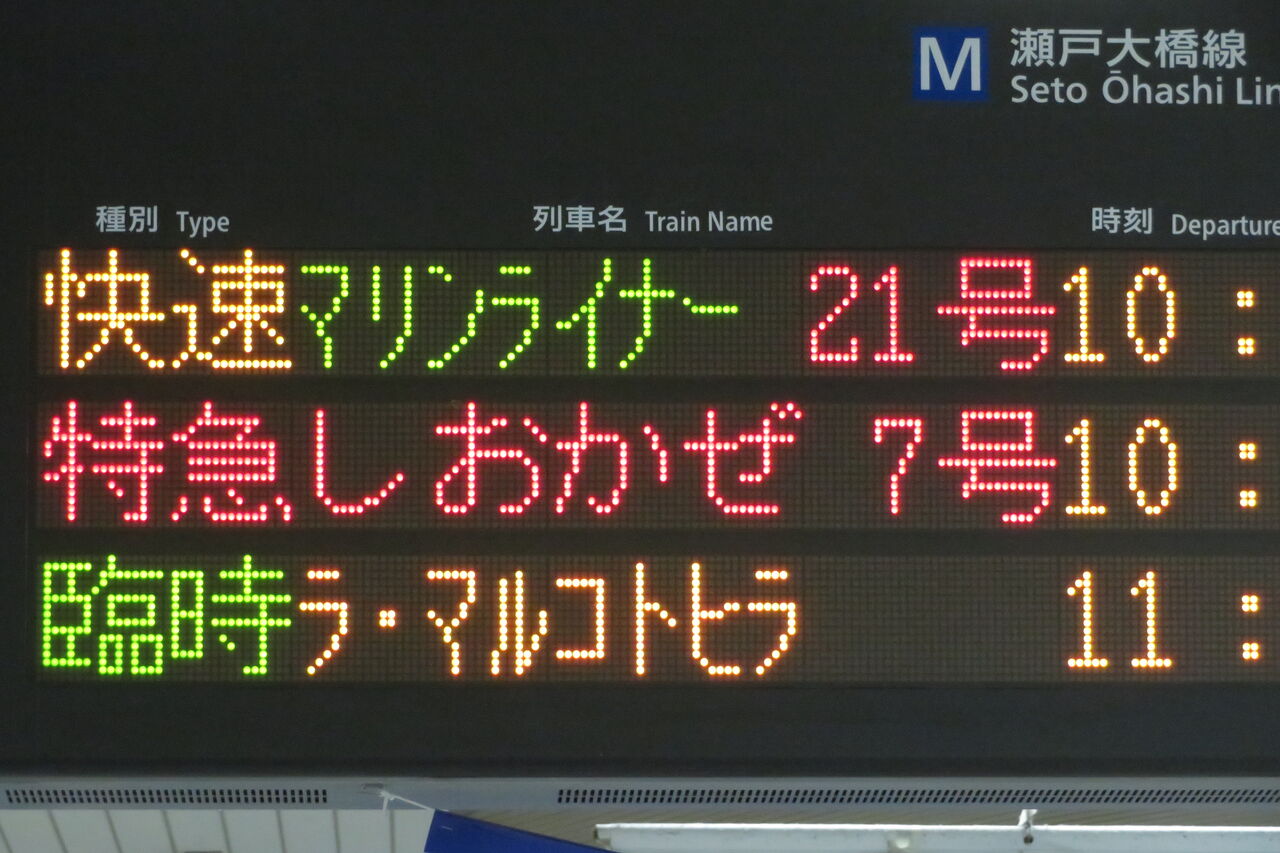 M 瀬戸大橋線
Seto Ōhashi Lin
種別 Type 列車名 Train Name 時刻 Departure
快速 マリンライナー 21号 10:
特急 しおかぜ 7号 10:
臨時 ラ・マルコトヒラ 11: